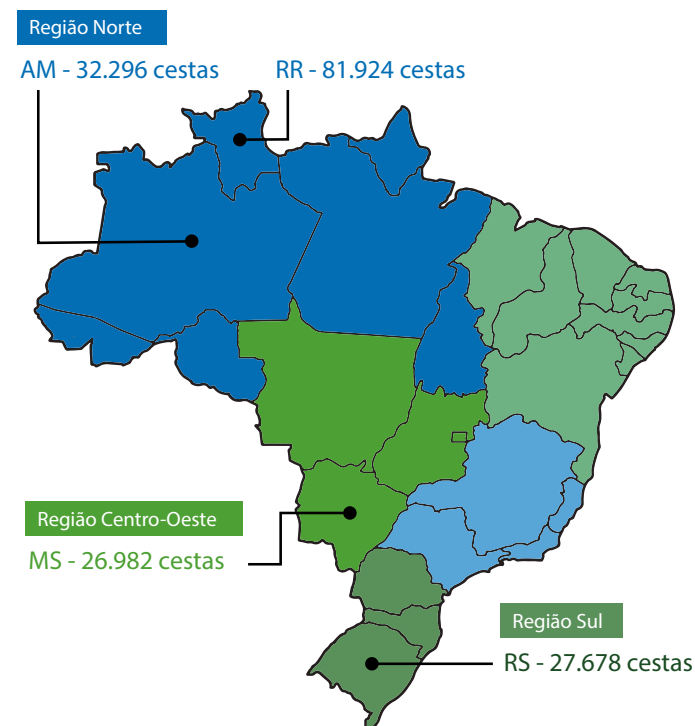 Região Norte
AM - 32.296 cestas
RR - 81.924 cestas
Região Centro-Oeste
MS - 26.982 cestas
Região Sul
RS - 27.678 cestas